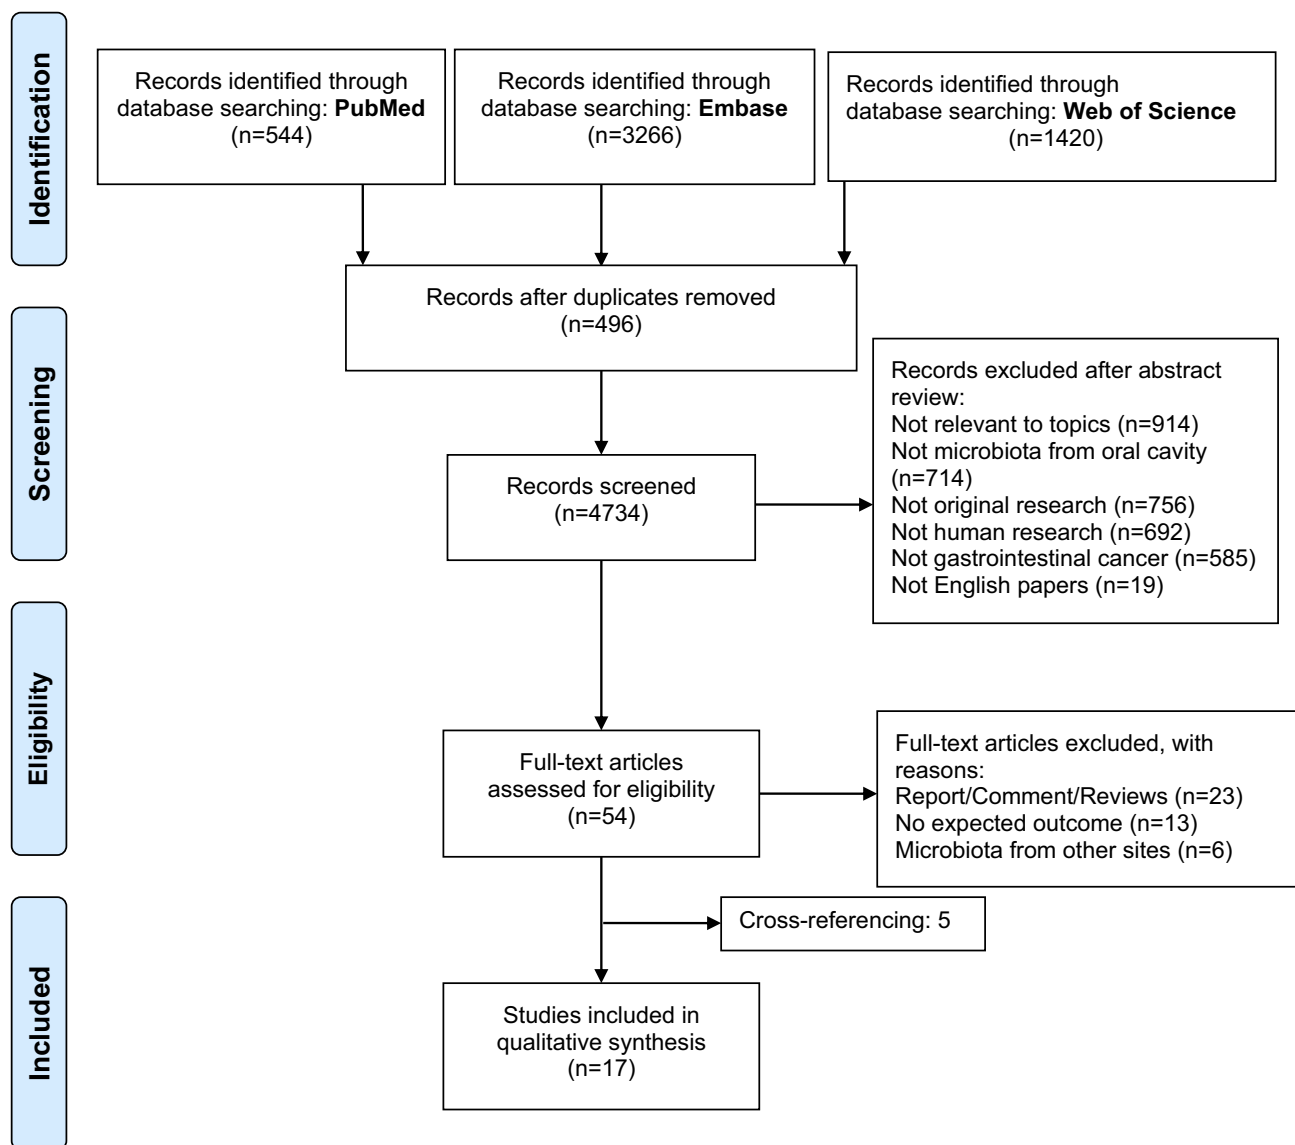 Identification
Records identified through
database searching: PubMed
(n=544)
Records identified through
database searching: Embase
(n=3266)
Records identified through
database searching: Web of Science
(n=1420)
Records after duplicates removed
(n=496)
Screening
Records screened
(n=4734)
Records excluded after abstract
review:
Not relevant to topics (n=914)
Not microbiota from oral cavity
(n=714)
Not original research (n=756)
Not human research (n=692)
Not gastrointestinal cancer (n=585)
Not English papers (n=19)
Eligibility
Full-text articles
assessed for eligibility
(n=54)
Full-text articles excluded, with
reasons:
Report/Comment/Reviews (n=23)
No expected outcome (n=13)
Microbiota from other sites (n=6)
Included
Cross-referencing: 5
Studies included in
qualitative synthesis
(n=17)